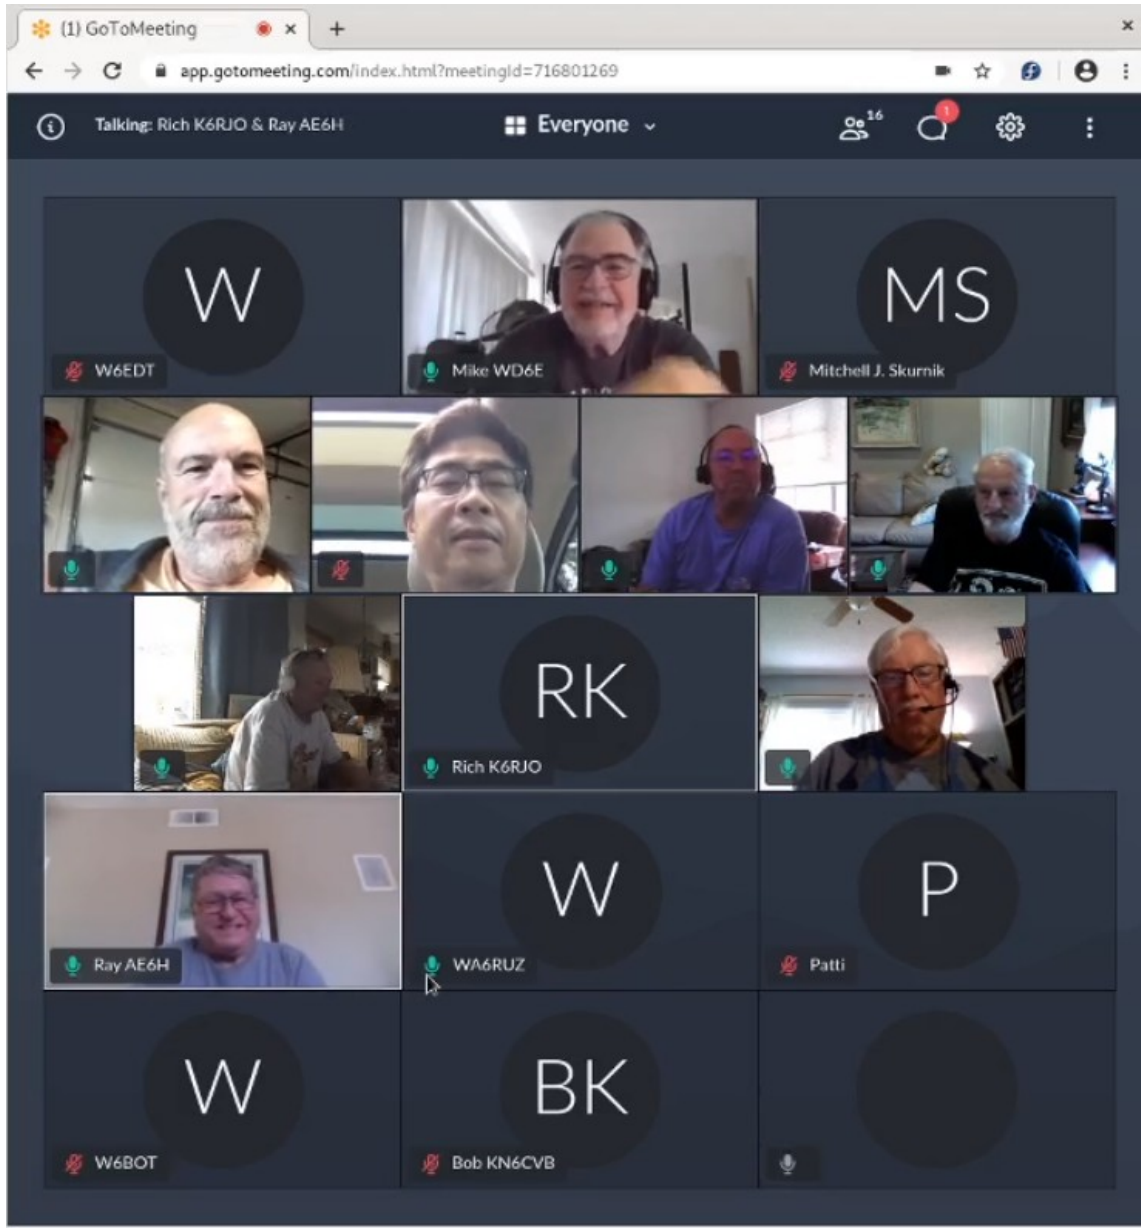 (1) GoToMeeting
app.gotomeeting.com/index.html?meetingId=716801269
Talking: Rich K6RJO & Ray AE6H
Everyone
16
1
W
W6EDT
Mike WD6E
MS
Mitchell J. Skurnik
RK
Rich K6RJO
Ray AE6H
W
WA6RUZ
P
Patti
W
W6BOT
BK
Bob KN6CVB